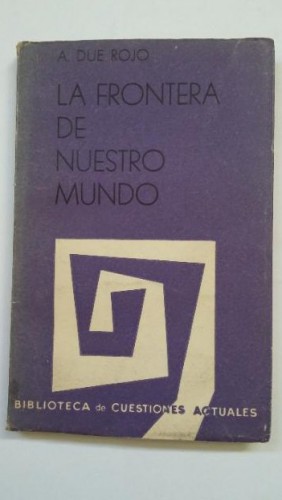 A. DUE ROJO
LA FRONTERA
DE
NUESTRO
MUNDO
BIBLIOTECA de CUESTIONES ACTUALES